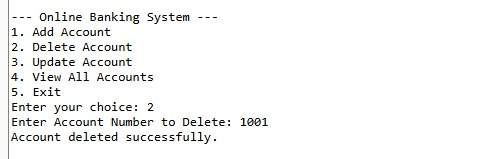 --- Online Banking System ---
1. Add Account
2. Delete Account
3. Update Account
4. View All Accounts
5. Exit
Enter your choice: 2
Enter Account Number to Delete: 1001
Account deleted successfully.